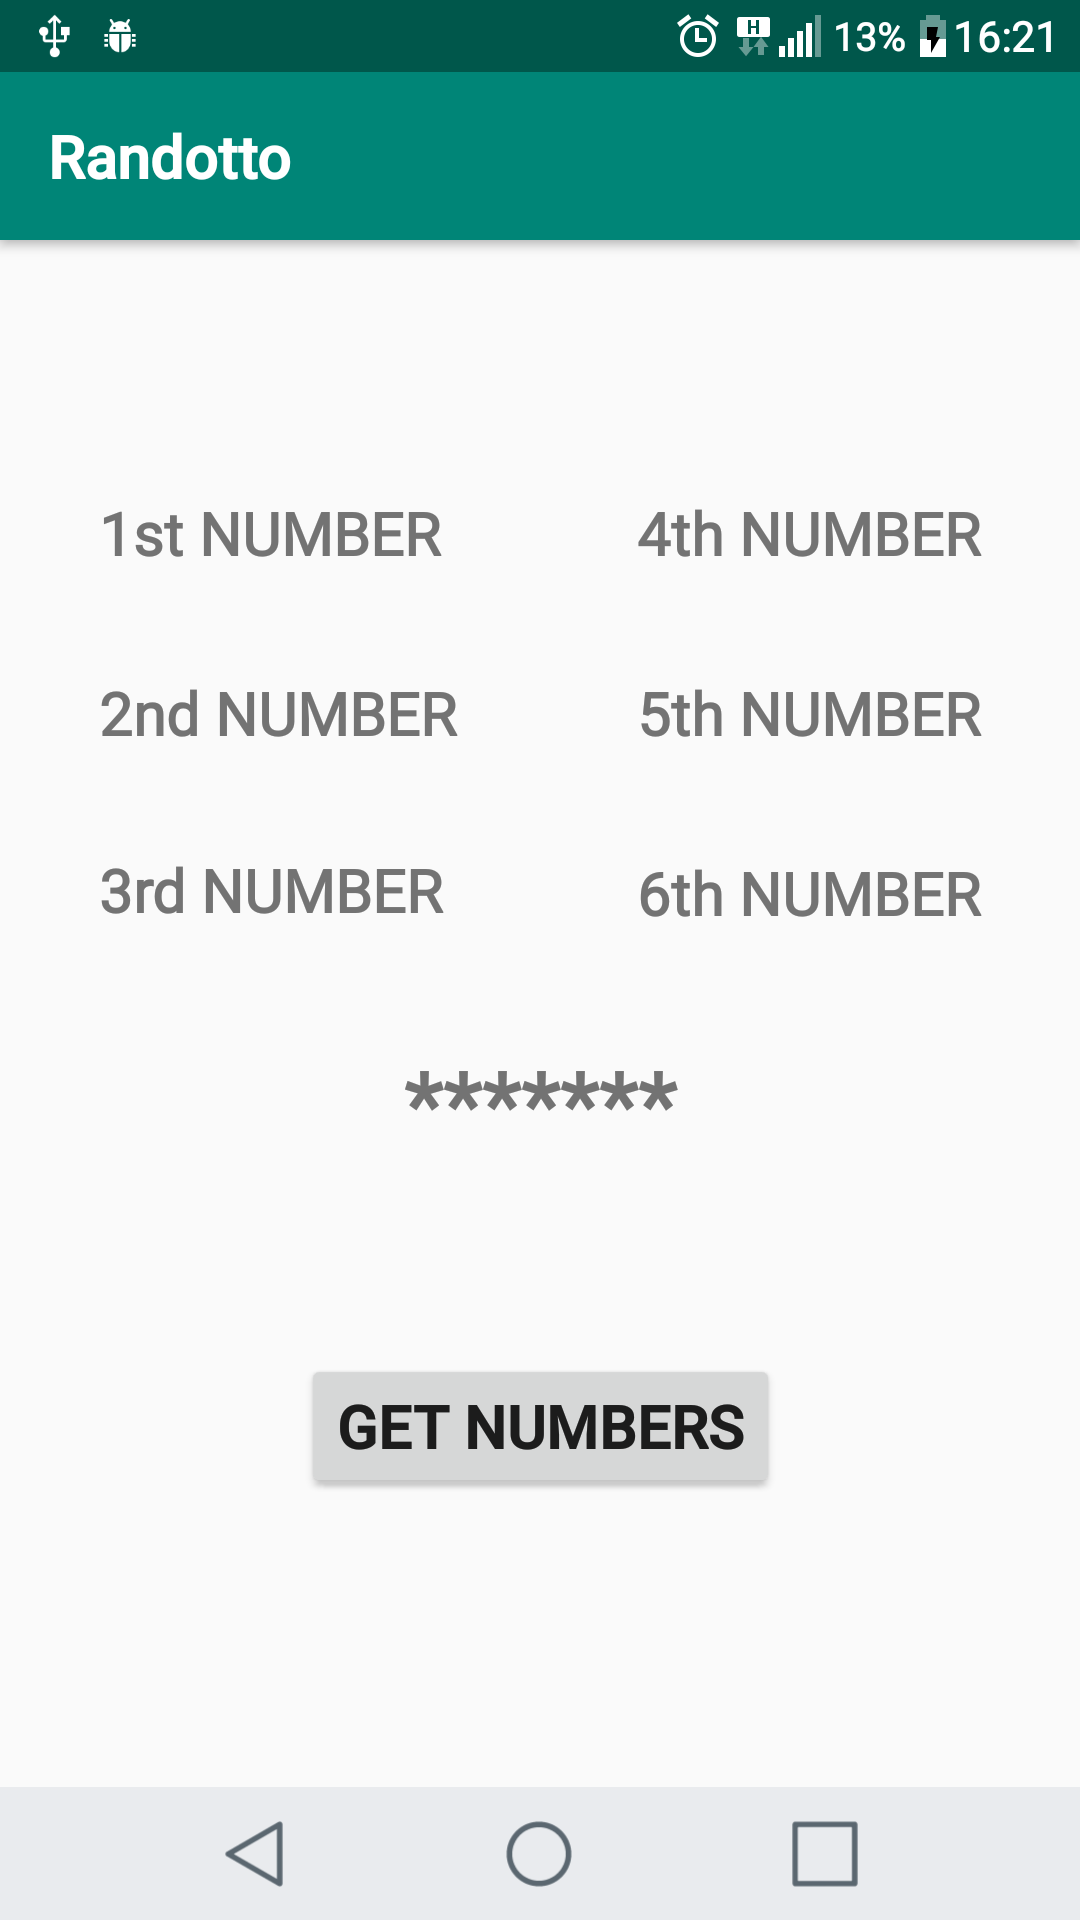 13% 16:21
Randotto
1st NUMBER 4th NUMBER
2nd NUMBER 5th NUMBER
3rd NUMBER 6th NUMBER
*******
GET NUMBERS